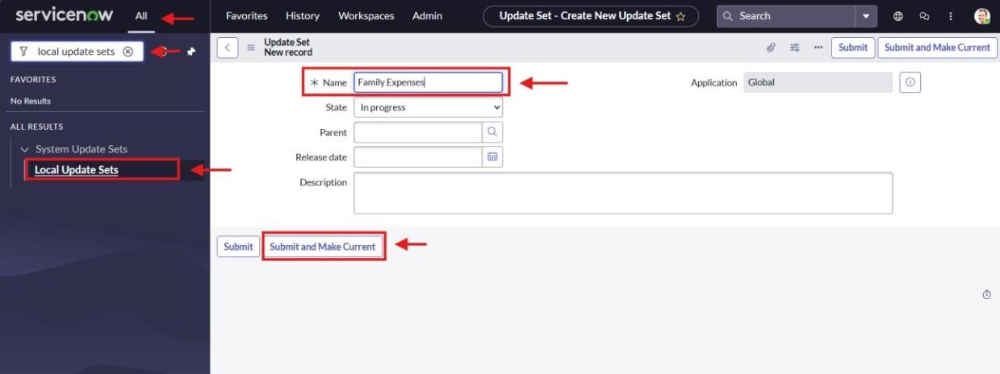 servicenow All Favorites History Workspaces Admin Update Set - Create New Update Set Search
local update sets
FAVORITES
No Results
ALL RESULTS
System Update Sets
Local Update Sets
Update Set
New record
Submit Submit and Make Current
* Name Family Expenses Application Global
State In progress
Parent
Release date
Description
Submit Submit and Make Current